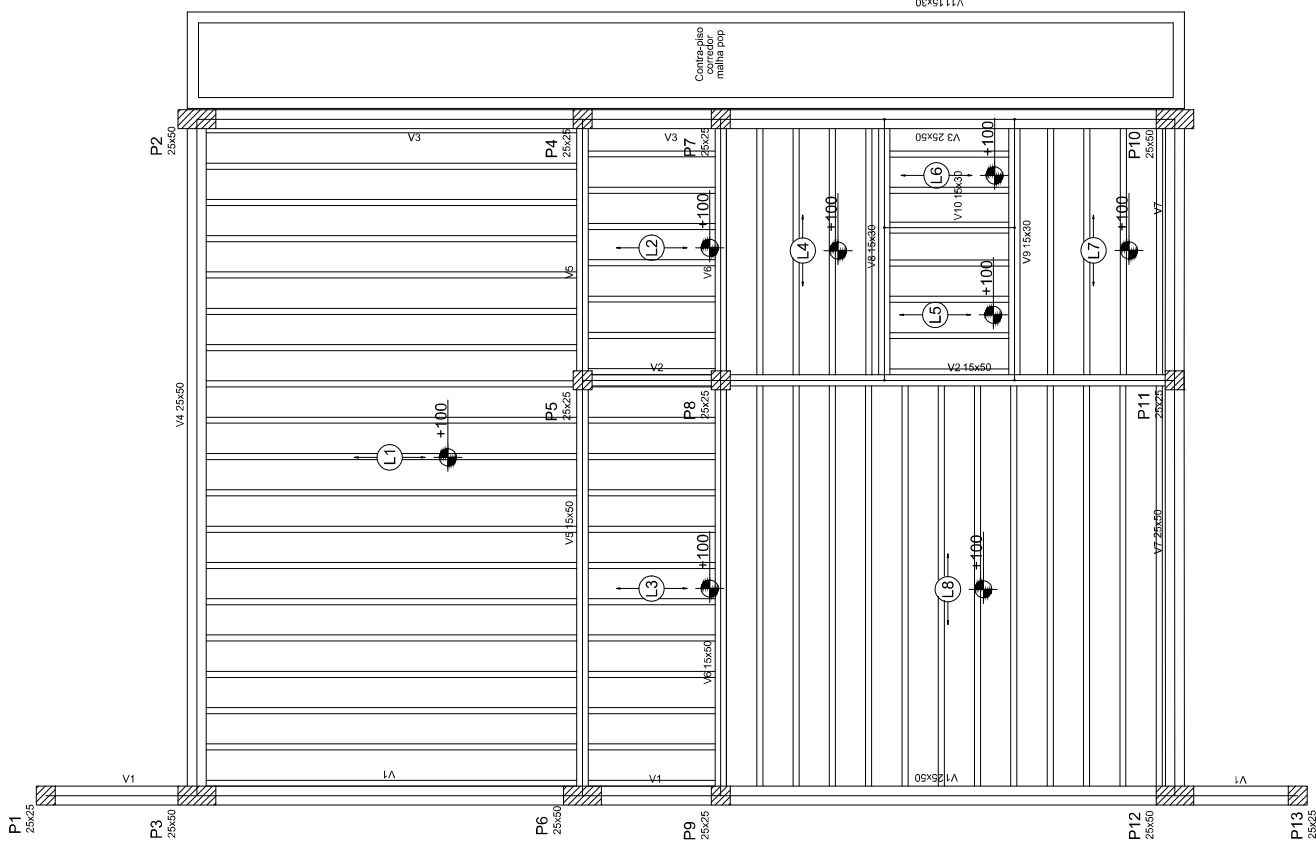 V11 15x30
Contra-piso
corredor
malha pop
P2
25x50
V3
P4
25x25
V3
P7
25x25
V3 25x50
P10
25x50
+100
L6
V10 15x30
V7
+100
L2
V6
+100
L4
V8 15x30
V9 15x30
+100
L7
V5
+100
L5
V4 25x50
V2
V2 15x50
P5
25x25
P8
25x25
P11
25x25
+100
L1
V5 15x50
V7 25x50
+100
L3
+100
L8
V6 15x50
V1
V1
V1
V1 25x50
V1
P1
25x25
P3
25x50
P6
25x50
P9
25x25
P12
25x50
P13
25x25